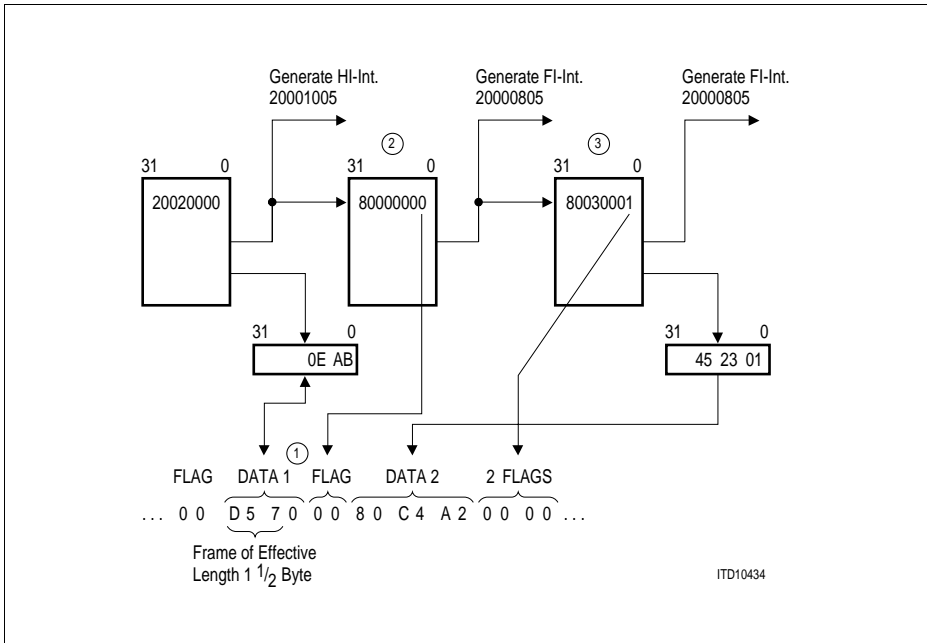 Generate HI-Int.
20001005
Generate FI-Int.
20000805
Generate FI-Int.
20000805
2
3
31 0
31 0
31 0
20020000
80000000
80030001
31 0
31 0
0E AB
45 23 01
1
FLAG DATA 1 FLAG DATA 2 2 FLAGS
... 0 0 D 5 7 0 0 0 8 0 C 4 A 2 0 0 0 0 ...
Frame of Effective
Length 1 1/2 Byte
ITD10434